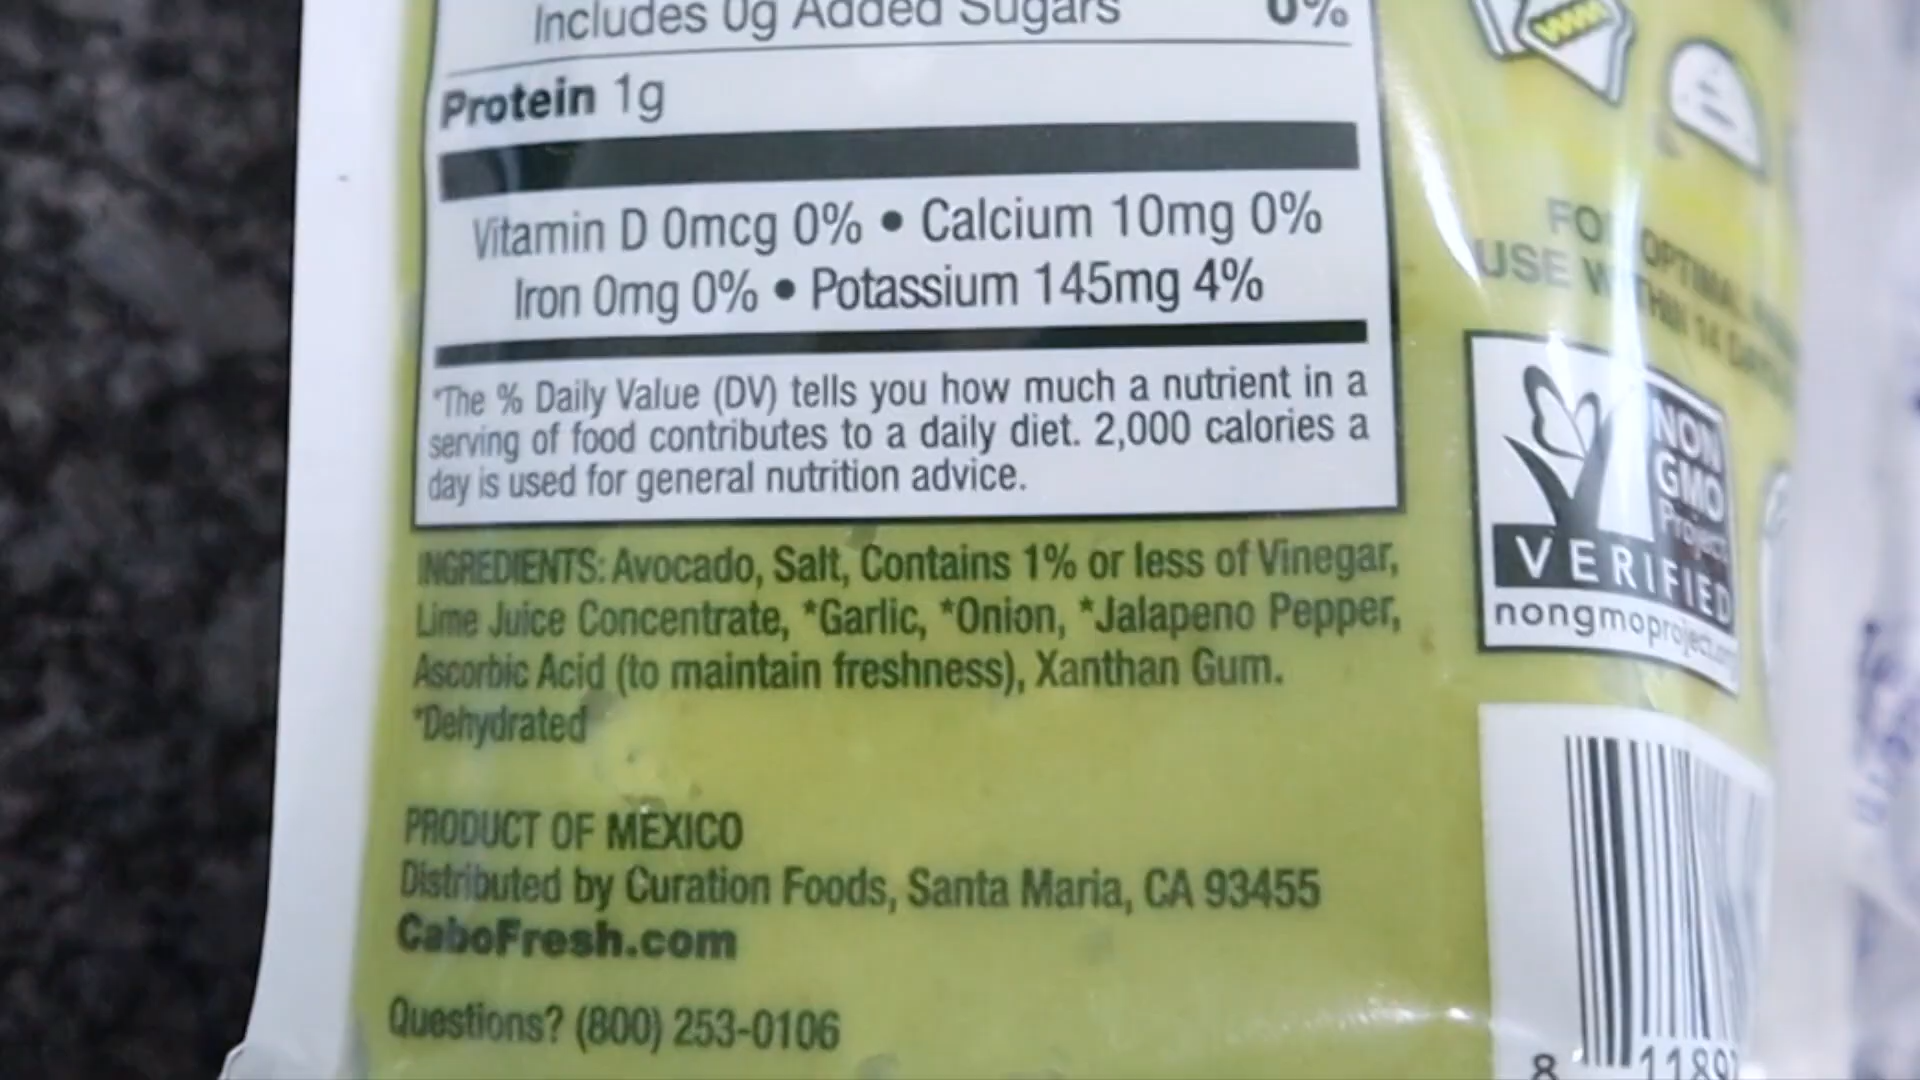 Includes 0g Added Sugars 0%
Protein 1g
Vitamin D 0mcg 0% • Calcium 10mg 0%
Iron 0mg 0% • Potassium 145mg 4%
*The % Daily Value (DV) tells you how much a nutrient in a
serving of food contributes to a daily diet. 2,000 calories a
day is used for general nutrition advice.
INGREDIENTS: Avocado, Salt, Contains 1% or less of Vinegar,
Lime Juice Concentrate, *Garlic, *Onion, *Jalapeno Pepper,
Ascorbic Acid (to maintain freshness), Xanthan Gum.
*Dehydrated
PRODUCT OF MEXICO
Distributed by Curation Foods, Santa Maria, CA 93455
CaboFresh.com
Questions? (800) 253-0106
FOR OPTIMAL
USE WITHIN 14
NON
GMO
Project
VERIFIED
nongmoproject.org
8 11897